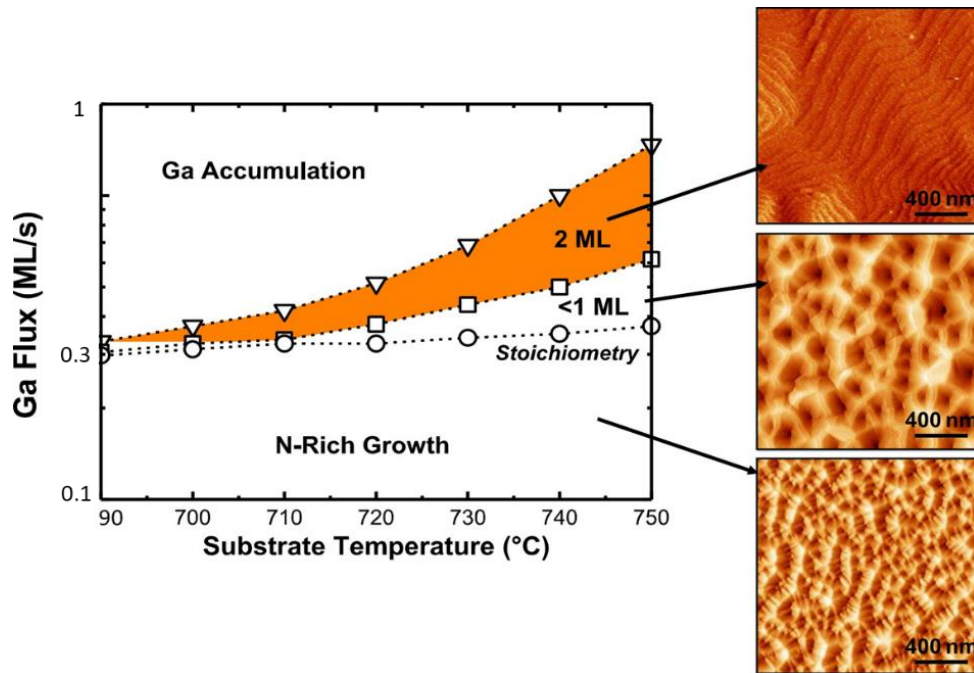 1
Ga Accumulation
2 ML
<1 ML
0.3
Stoichiometry
N-Rich Growth
0.1
90 700 710 720 730 740 750
Substrate Temperature (°C)
Ga Flux (ML/s)
400 nm
400 nm
400 nm